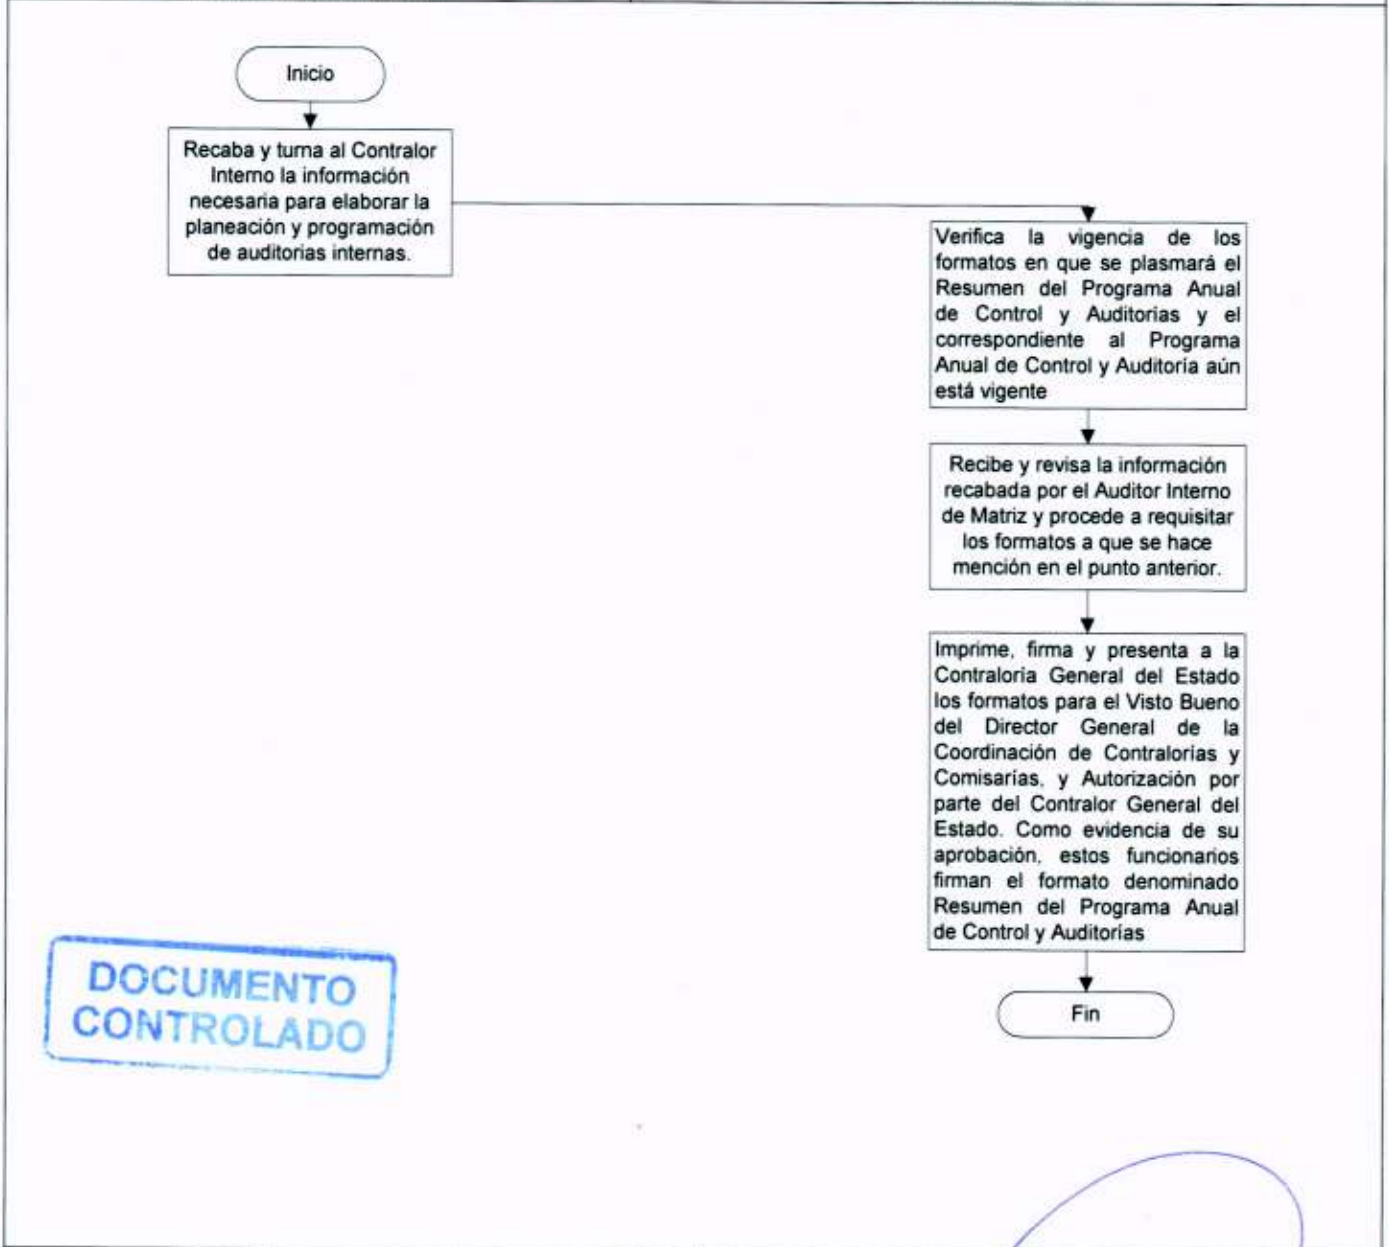 Inicio
Recaba y turna al Contralor
Interno la información
necesaria para elaborar la
planeación y programación
de auditorias internas.
Verifica la vigencia de los
formatos en que se plasmará el
Resumen del Programa Anual
de Control y Auditorias y el
correspondiente al Programa
Anual de Control y Auditoría aún
está vigente
Recibe y revisa la información
recabada por el Auditor Interno
de Matriz y procede a requisitar
los formatos a que se hace
mención en el punto anterior.
Imprime, firma y presenta a la
Contraloría General del Estado
los formatos para el Visto Bueno
del Director General de la
Coordinación de Contralorías y
Comisarías, y Autorización por
parte del Contralor General del
Estado. Como evidencia de su
aprobación, estos funcionarios
firman el formato denominado
Resumen del Programa Anual
de Control y Auditorías
Fin
DOCUMENTO
CONTROLADO